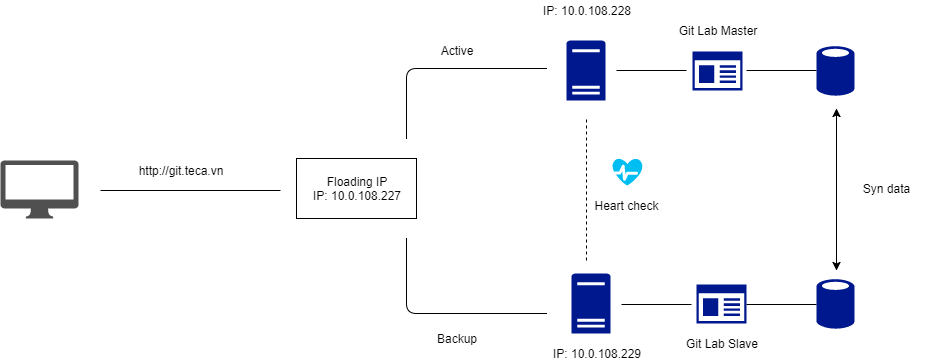 IP: 10.0.108.228
Git Lab Master
Active
http://git.teca.vn
Floading IP
IP: 10.0.108.227
Heart check
Syn data
Backup
Git Lab Slave
IP: 10.0.108.229